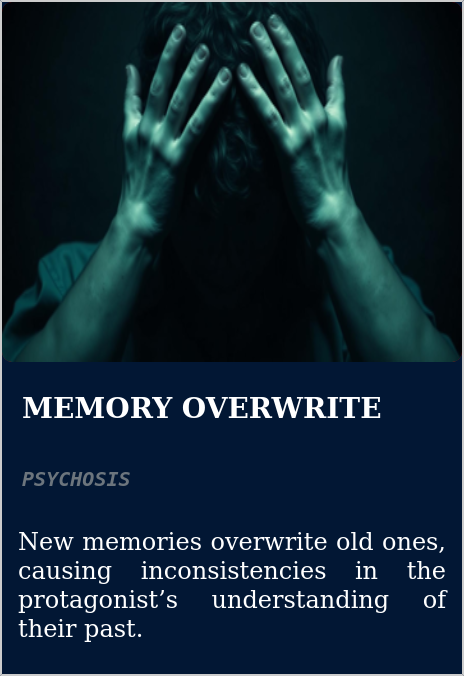 MEMORY OVERWRITE
PSYCHOSIS
New memories overwrite old ones,
causing inconsistencies in the
protagonist’s understanding of
their past.